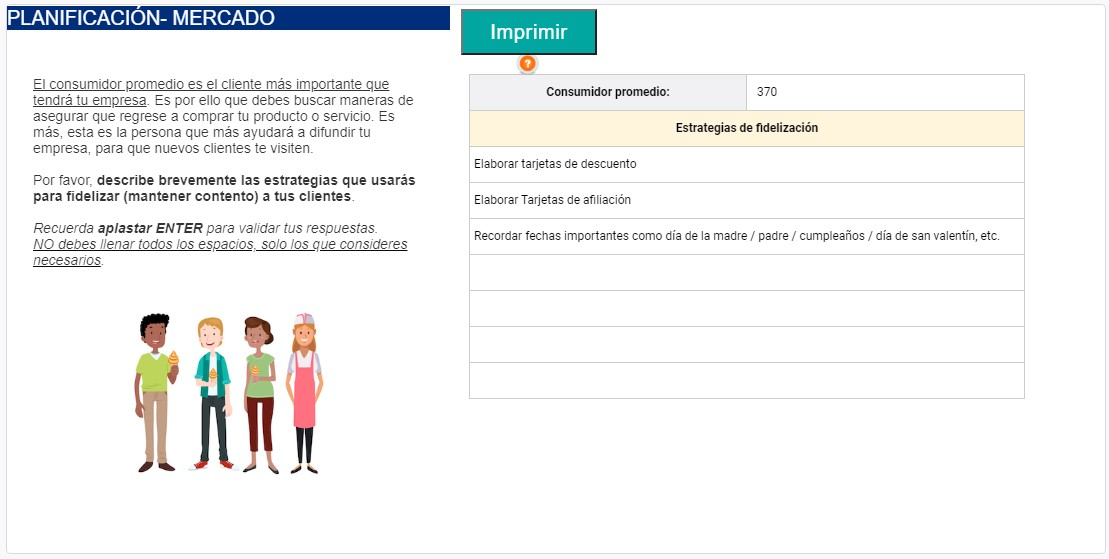 PLANIFICACIÓN- MERCADO
Imprimir
?
El consumidor promedio es el cliente más importante que
tendrá tu empresa. Es por ello que debes buscar maneras de
asegurar que regrese a comprar tu producto o servicio. Es
más, esta es la persona que más ayudará a difundir tu
empresa, para que nuevos clientes te visiten.
Por favor, describe brevemente las estrategias que usarás
para fidelizar (mantener contento) a tus clientes.
Recuerda aplastar ENTER para validar tus respuestas.
NO debes llenar todos los espacios, solo los que consideres
necesarios.
Consumidor promedio: 370
Estrategias de fidelización
Elaborar tarjetas de descuento
Elaborar Tarjetas de afiliación
Recordar fechas importantes como día de la madre / padre / cumpleaños / día de san valentín, etc.